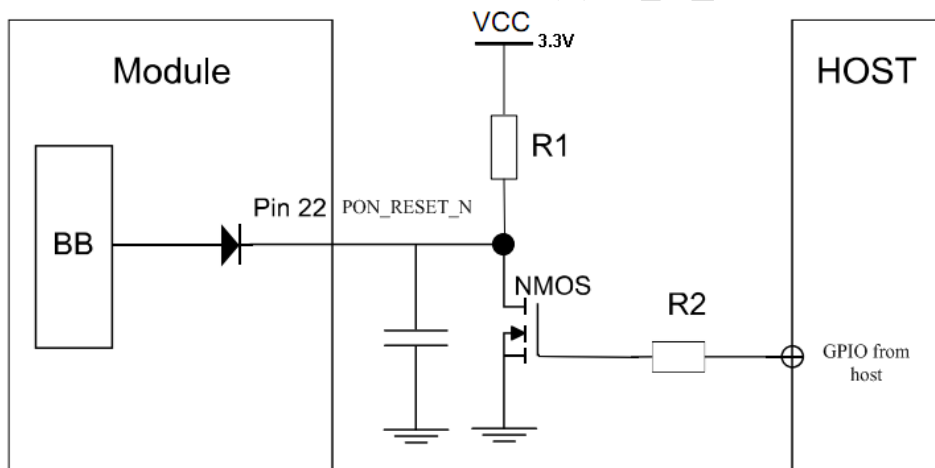 VCC
3.3V
Module
HOST
R1
Pin 22
PON_RESET_N
BB
NMOS
R2
GPIO from
host